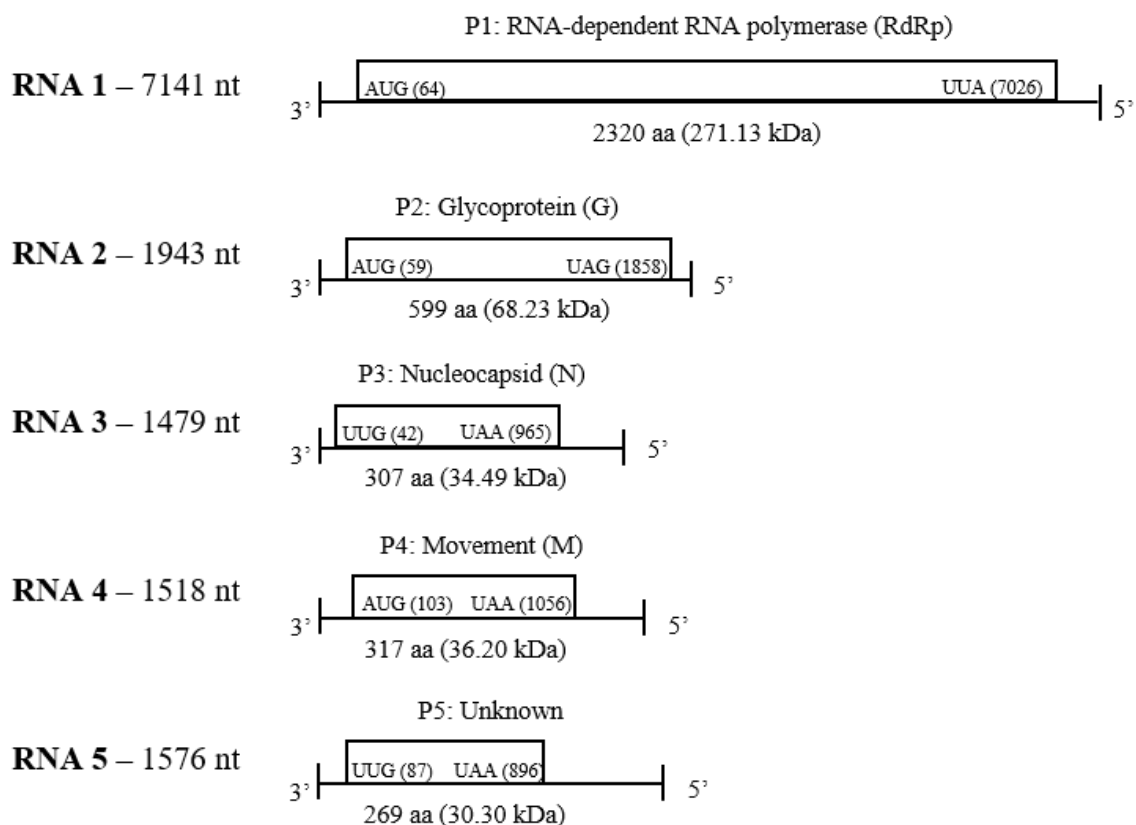 P1: RNA-dependent RNA polymerase (RdRp)
RNA 1 – 7141 nt
AUG (64) UUA (7026)
3’ 5’
2320 aa (271.13 kDa)
P2: Glycoprotein (G)
RNA 2 – 1943 nt
AUG (59) UAG (1858)
3’ 5’
599 aa (68.23 kDa)
P3: Nucleocapsid (N)
RNA 3 – 1479 nt
UUG (42) UAA (965)
3’ 5’
307 aa (34.49 kDa)
P4: Movement (M)
RNA 4 – 1518 nt
AUG (103) UAA (1056)
3’ 5’
317 aa (36.20 kDa)
P5: Unknown
RNA 5 – 1576 nt
UUG (87) UAA (896)
3’ 5’
269 aa (30.30 kDa)